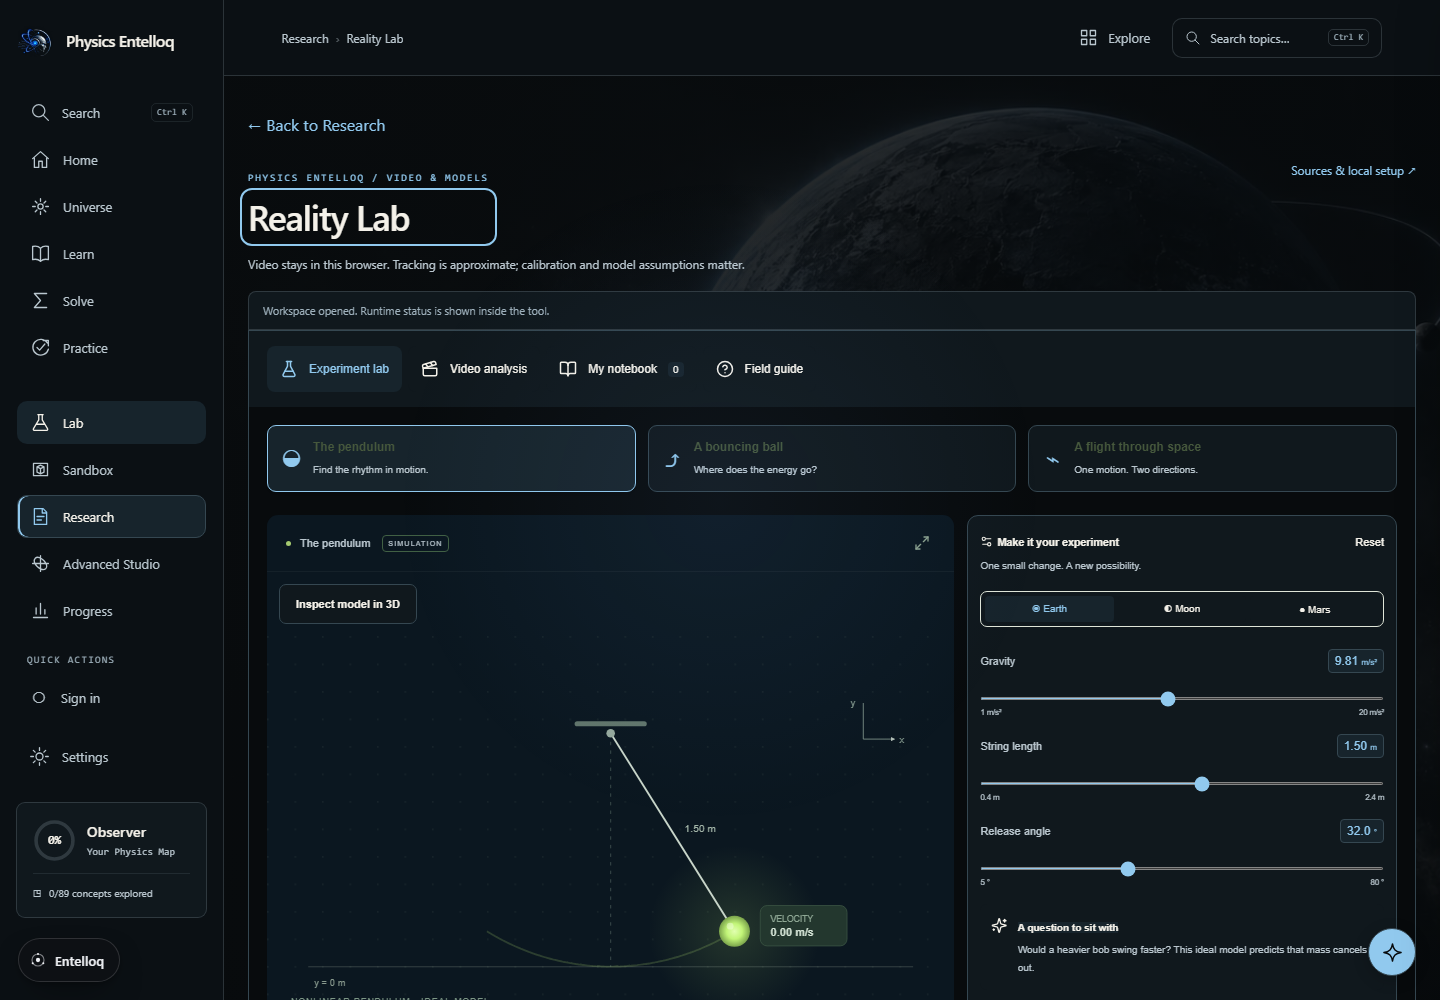 Physics Entelloq
Research › Reality Lab
Explore
Search topics...
Ctrl K
Search
Ctrl K
Home
Universe
Learn
Solve
Practice
Lab
Sandbox
Research
Advanced Studio
Progress
QUICK ACTIONS
Sign in
Settings
0%
Observer
Your Physics Map
0/89 concepts explored
Entelloq
← Back to Research
PHYSICS ENTELLOQ / VIDEO & MODELS
Sources & local setup ↗
Reality Lab
Video stays in this browser. Tracking is approximate; calibration and model assumptions matter.
Workspace opened. Runtime status is shown inside the tool.
Experiment lab
Video analysis
My notebook 0
Field guide
The pendulum
Find the rhythm in motion.
A bouncing ball
Where does the energy go?
A flight through space
One motion. Two directions.
The pendulum
SIMULATION
Inspect model in 3D
y
x
1.50 m
VELOCITY
0.00 m/s
y = 0 m
NONLINEAR PENDULUM · IDEAL MODEL
Make it your experiment
Reset
One small change. A new possibility.
Earth
Moon
Mars
Gravity
9.81 m/s²
1 m/s²
20 m/s²
String length
1.50 m
0.4 m
2.4 m
Release angle
32.0 °
5 °
80 °
A question to sit with
Would a heavier bob swing faster? This ideal model predicts that mass cancels
out.